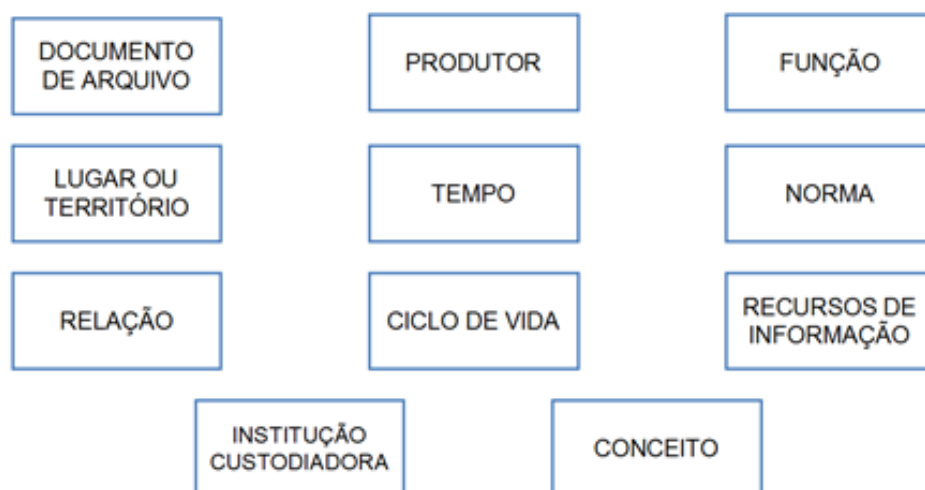 DOCUMENTO
DE ARQUIVO
PRODUTOR
FUNÇÃO
LUGAR OU
TERRITÓRIO
TEMPO
NORMA
RELAÇÃO
CICLO DE VIDA
RECURSOS DE
INFORMAÇÃO
INSTITUÇÃO
CUSTODIADORA
CONCEITO